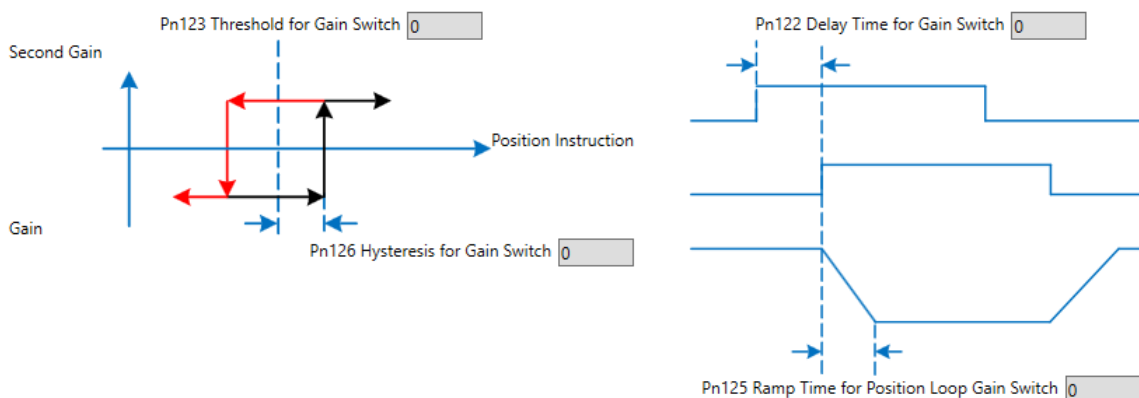 Pn123 Threshold for Gain Switch 0
Second Gain
Position Instruction
Gain
Pn126 Hysteresis for Gain Switch 0
Pn122 Delay Time for Gain Switch 0
Pn125 Ramp Time for Position Loop Gain Switch 0